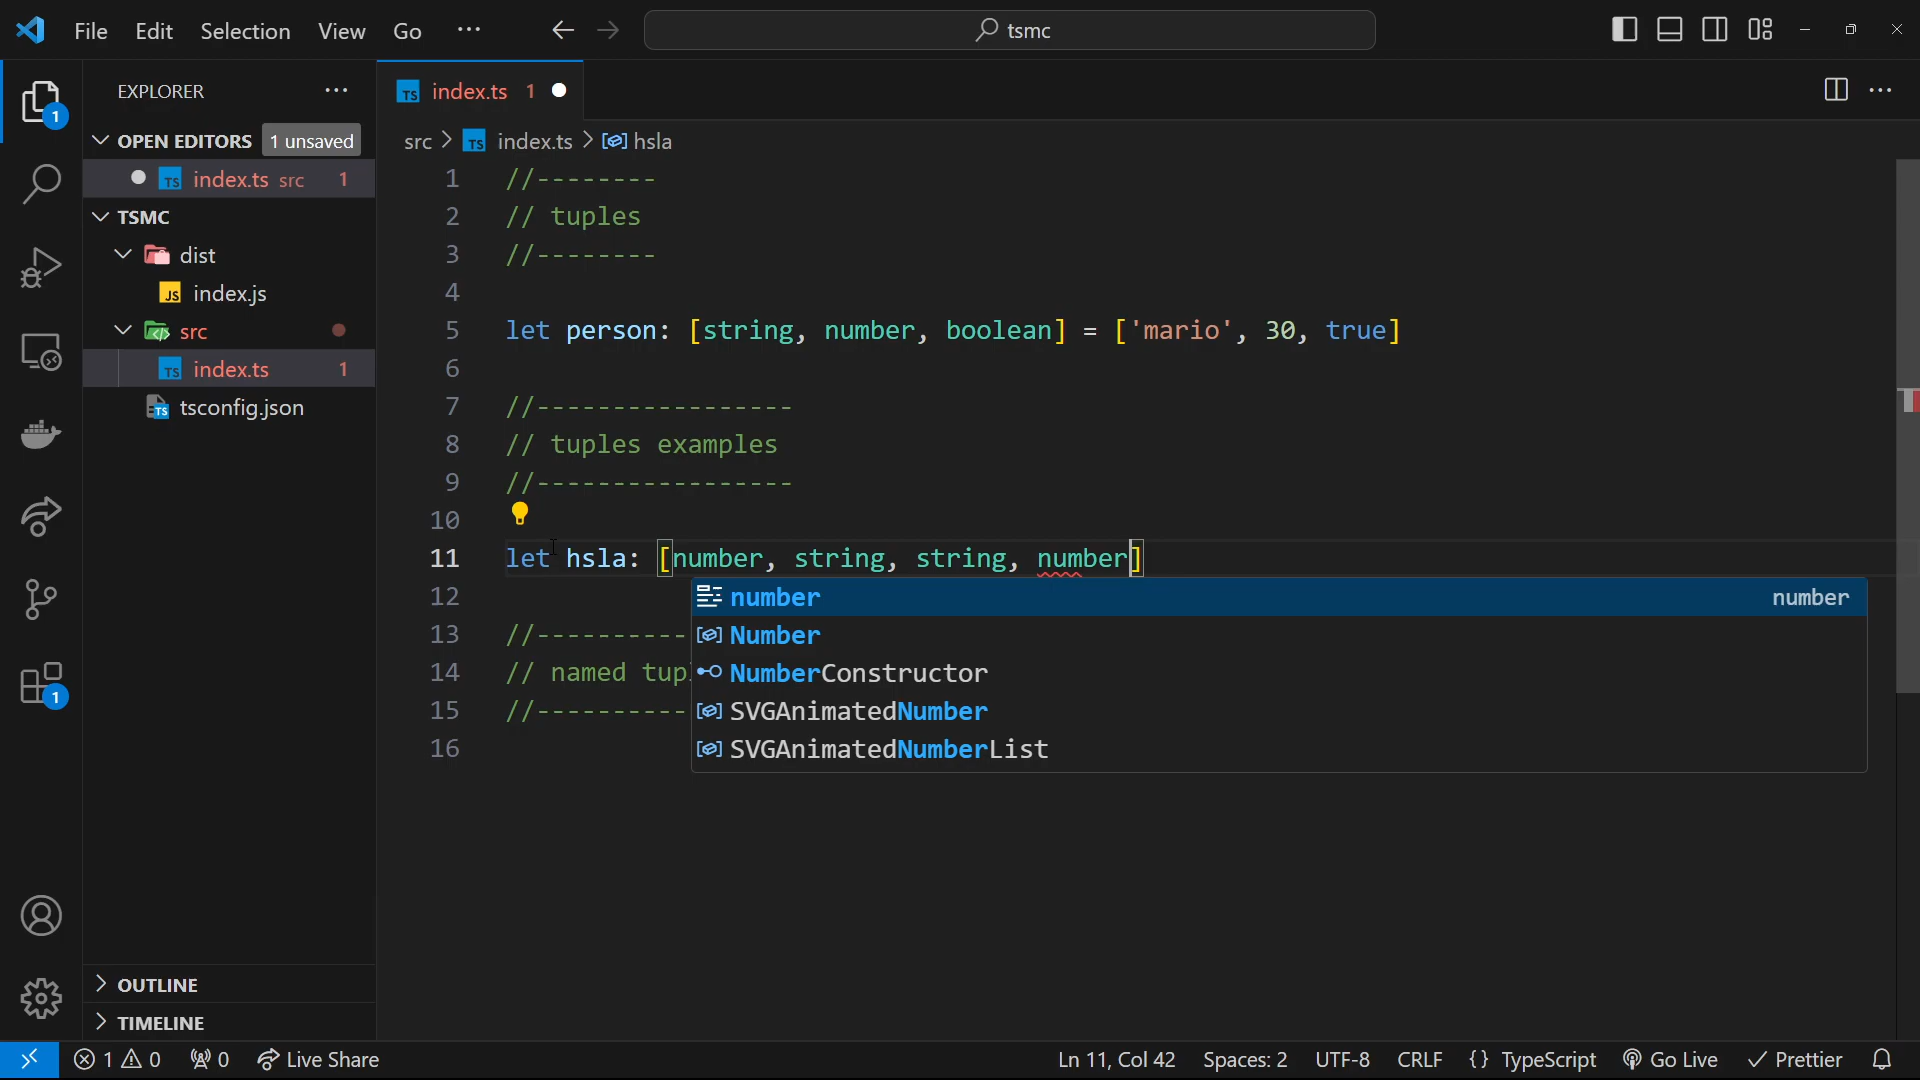 File Edit Selection View Go ··· tsmc
EXPLORER ···
OPEN EDITORS 1 unsaved
index.ts src 1
TSMC
dist
index.js
src
index.ts 1
tsconfig.json
OUTLINE
TIMELINE
index.ts 1
src > index.ts > hsla
1 //--------
2 // tuples
3 //--------
4
5 let person: [string, number, boolean] = ['mario', 30, true]
6
7 //-----------------
8 // tuples examples
9 //-----------------
10
11 let hsla: [number, string, string, number]
12
13 //----------
14 // named tupl
15 //----------
16
number number
Number
NumberConstructor
SVGAnimatedNumber
SVGAnimatedNumberList
1 0 0 Live Share Ln 11, Col 42 Spaces: 2 UTF-8 CRLF {} TypeScript Go Live Prettier